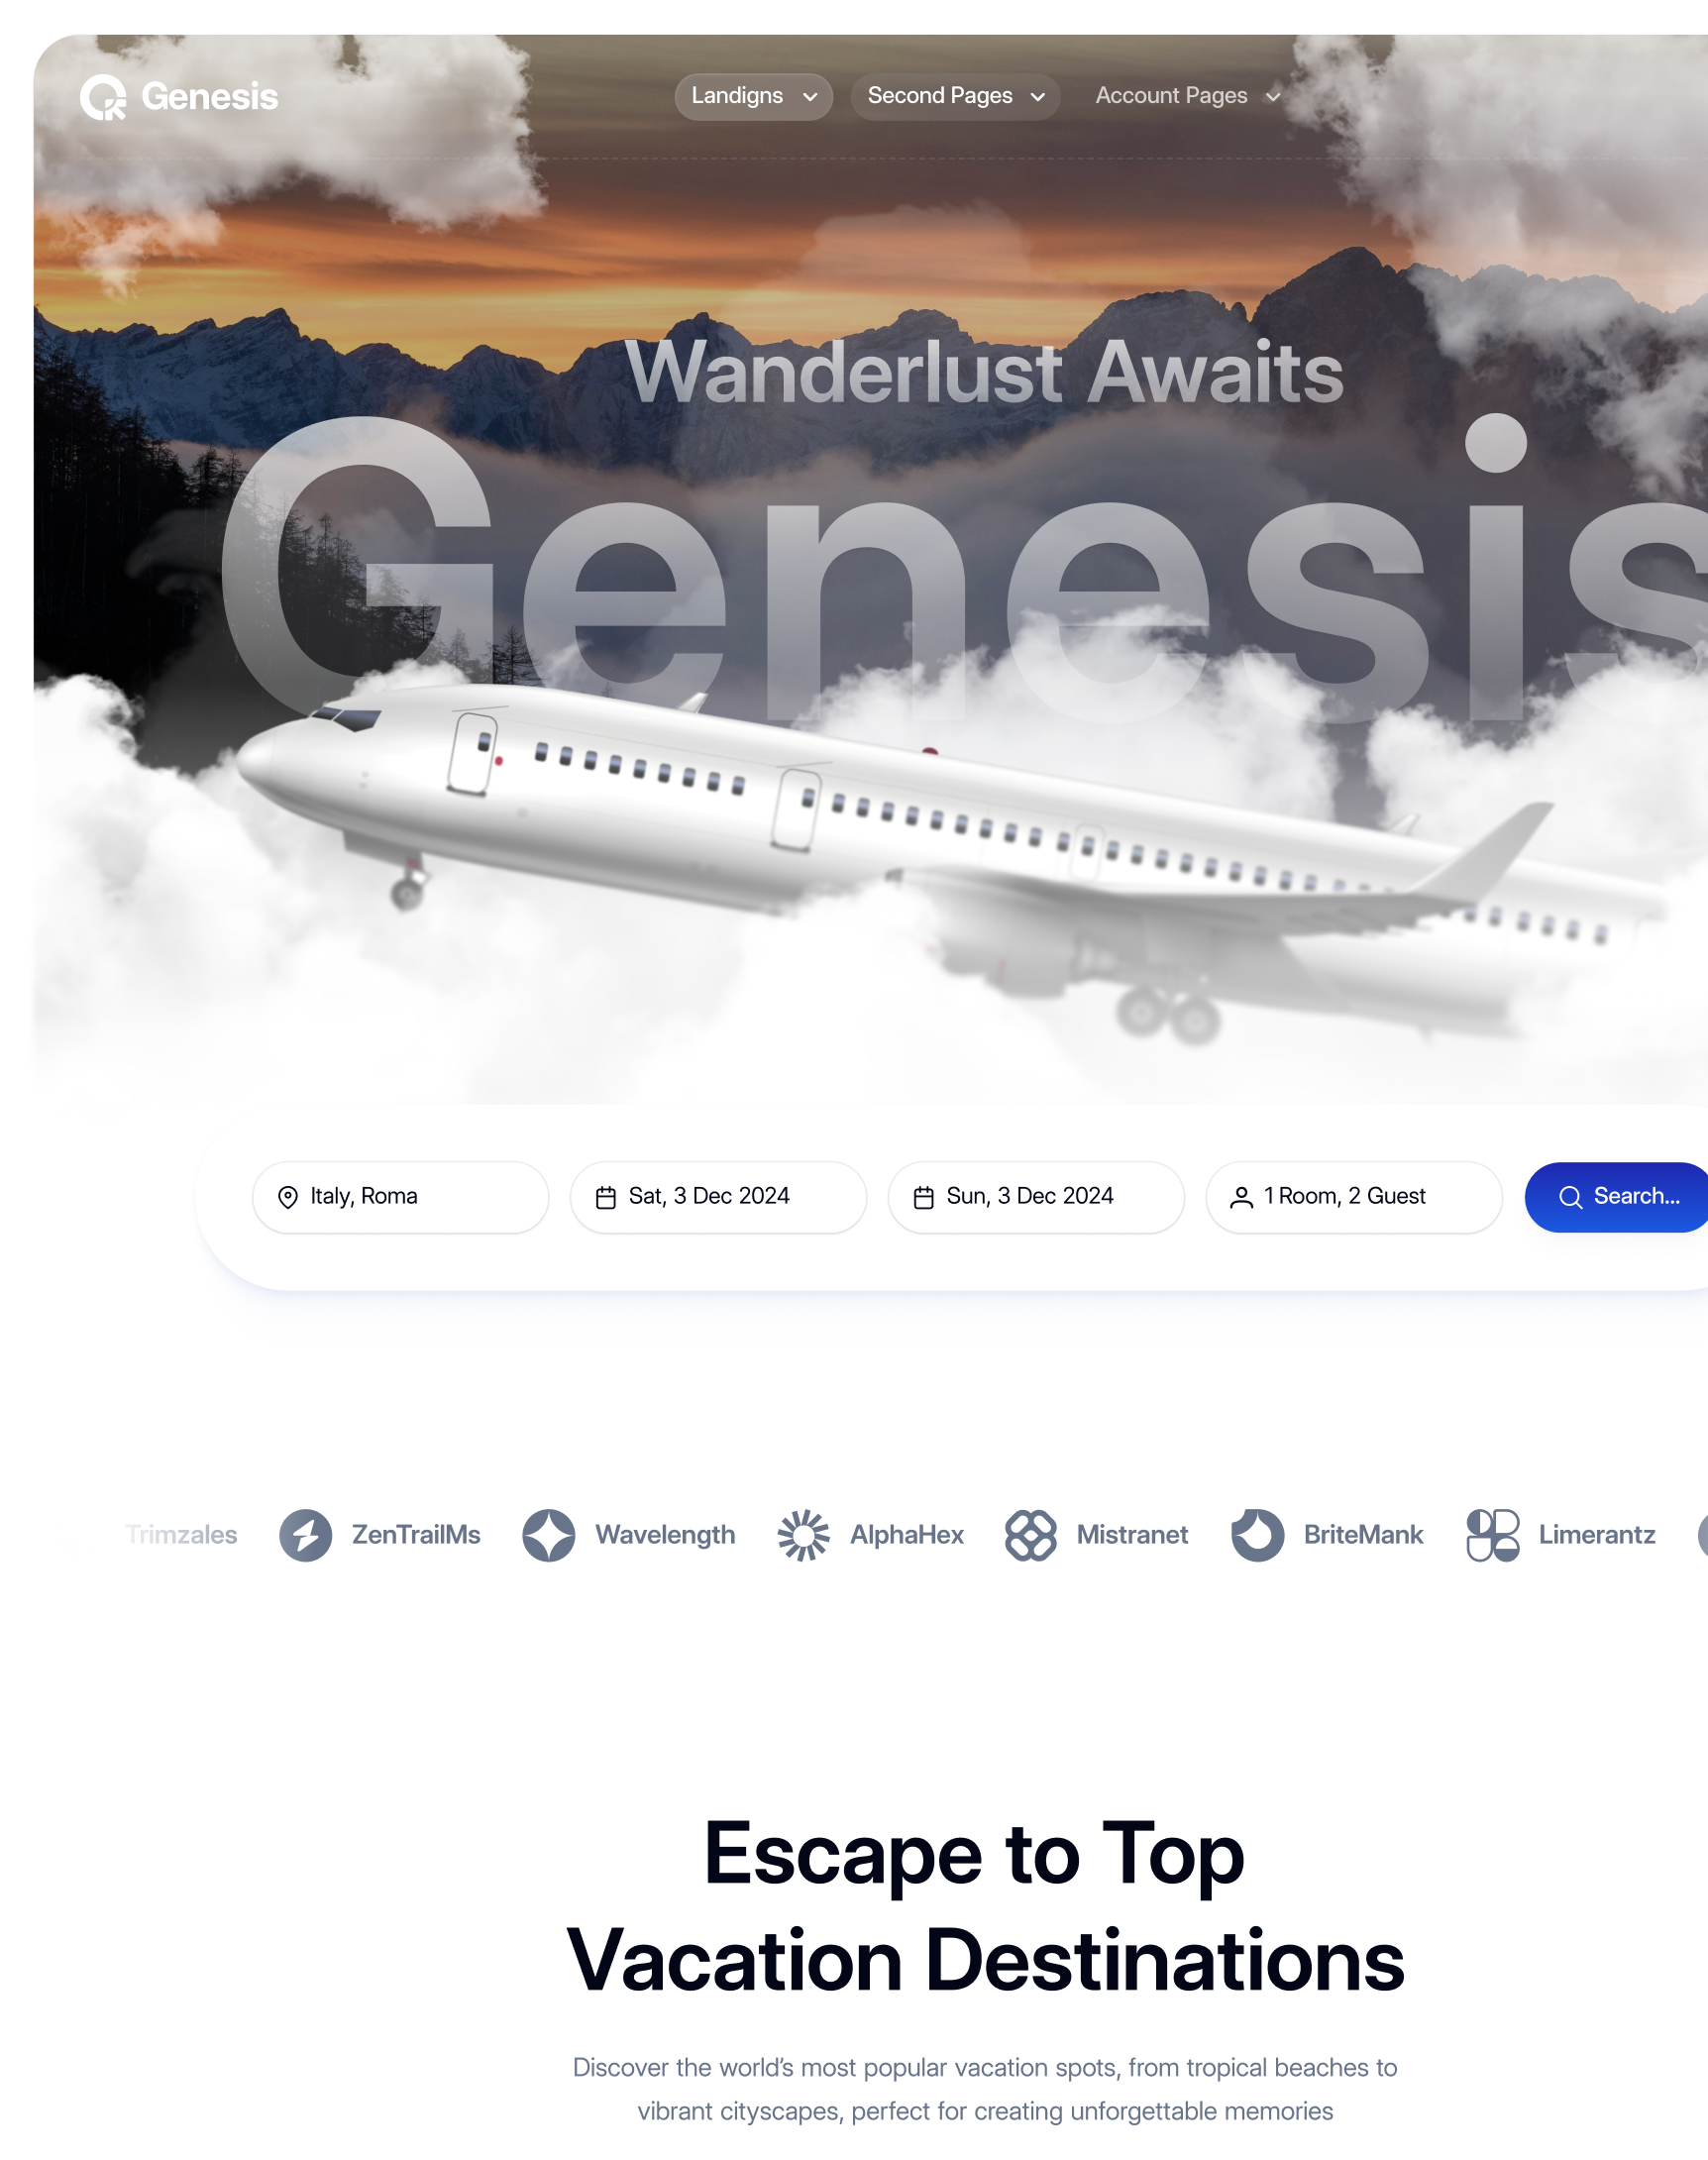 Genesis
Landigns
Second Pages
Account Pages
Wanderlust Awaits
Genesis
Italy, Roma
Sat, 3 Dec 2024
Sun, 3 Dec 2024
1 Room, 2 Guest
Search...
Trimzales
ZenTrailMs
Wavelength
AlphaHex
Mistranet
BriteMank
Limerantz
Escape to Top
Vacation Destinations
Discover the world's most popular vacation spots, from tropical beaches to
vibrant cityscapes, perfect for creating unforgettable memories